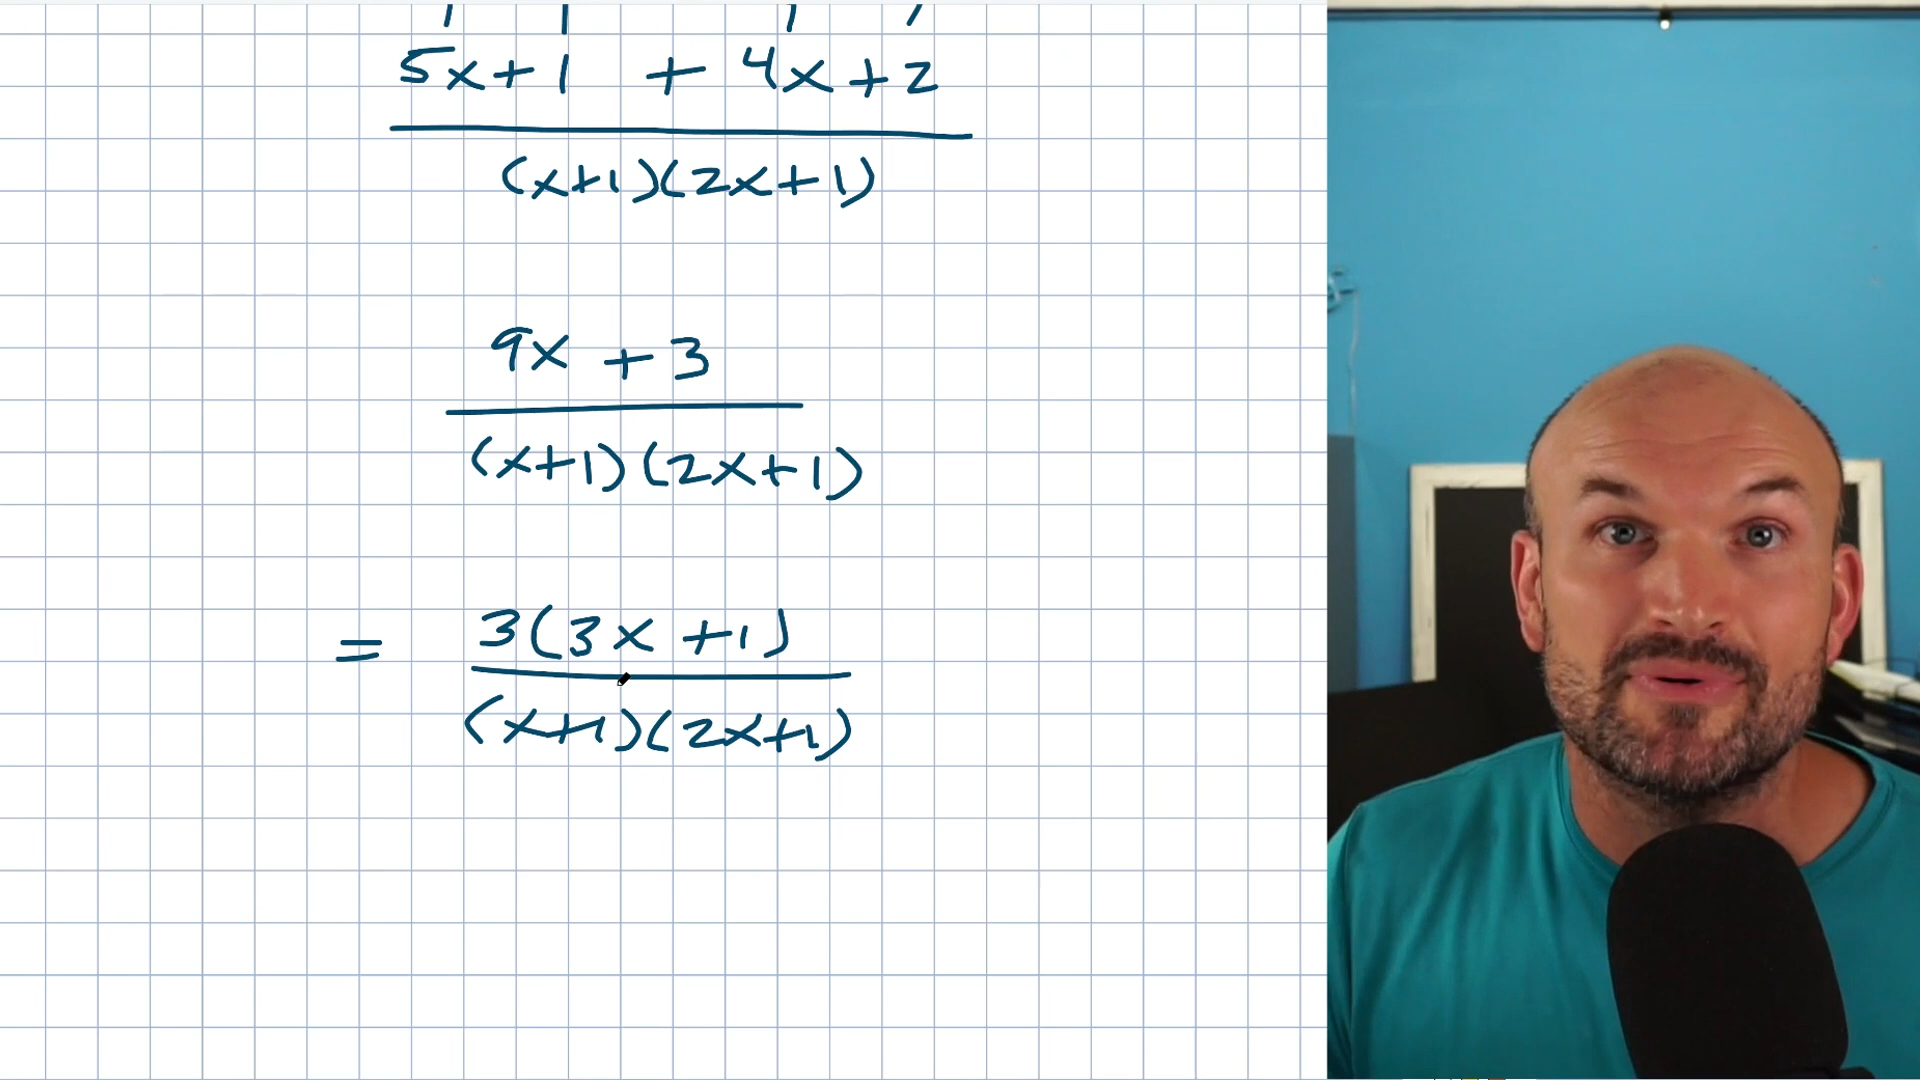 5x+1 + 4x+2
(x+1)(2x+1)
9x + 3
(x+1)(2x+1)
= 3(3x+1)
(x+1)(2x+1)